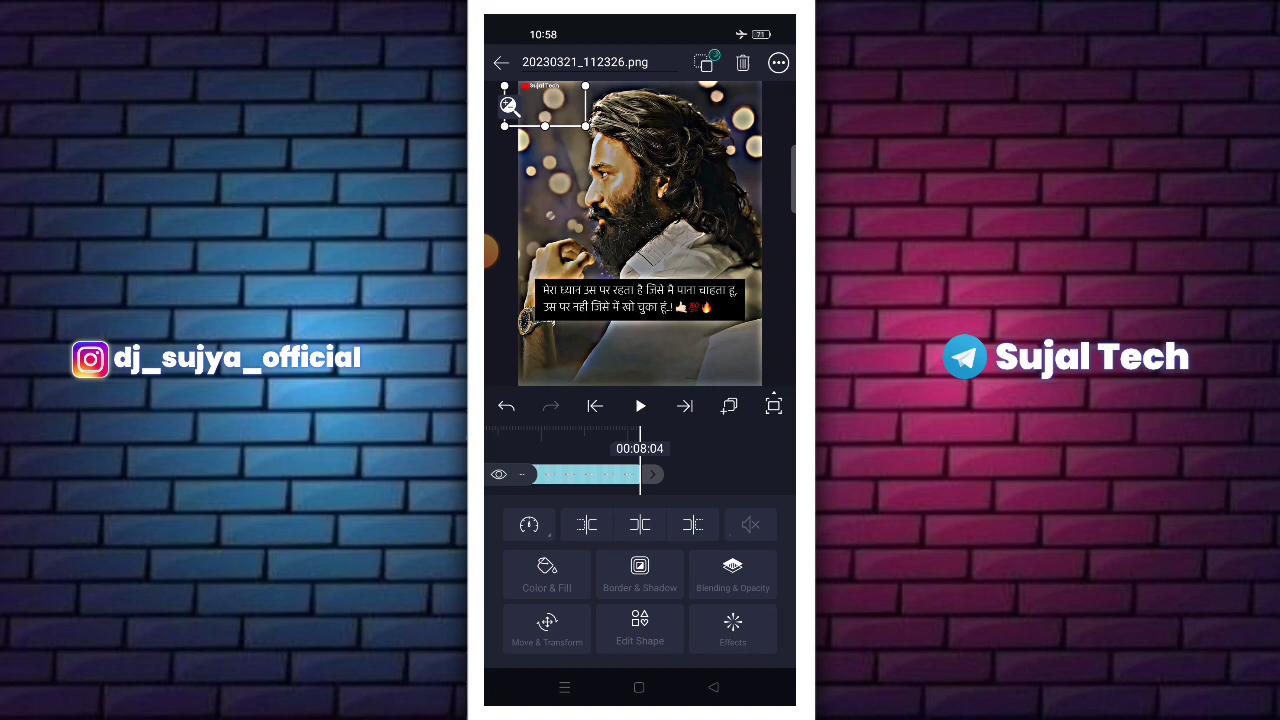 10:58
71
20230321_112326.png
Sujal Tech
मेरा ध्यान उस पर रहता है जिसे मै पाना चाहता हूं,
उस पर नही जिसे में खो चुका हूं..! 🤙🏻💯🔥
dj_sujya_official
Sujal Tech
00:08:04
Color & Fill
Border & Shadow
Blending & Opacity
Move & Transform
Edit Shape
Effects